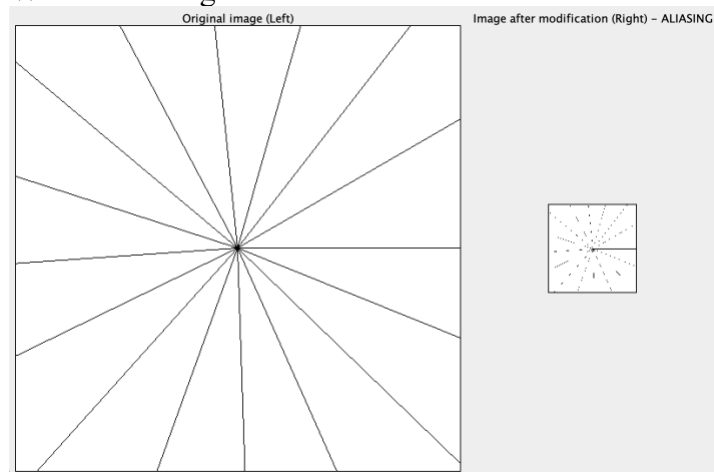 Original image (Left)
Image after modification (Right) – ALIASING